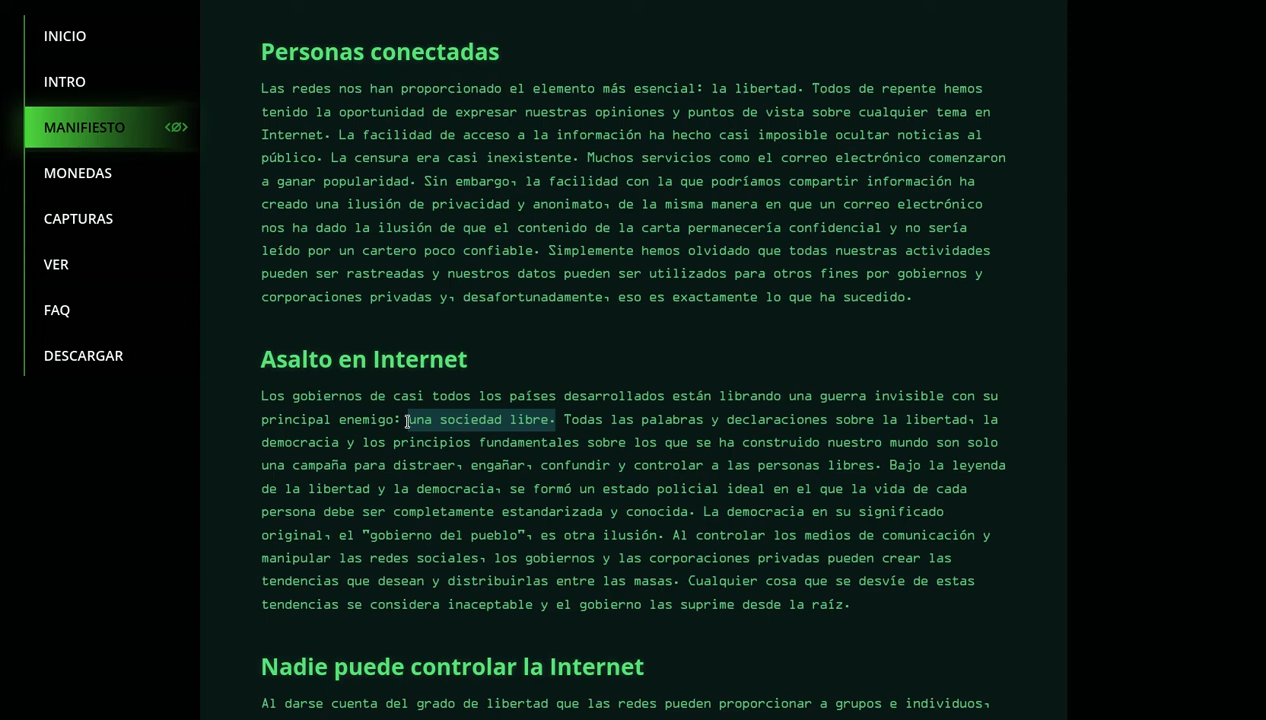 INICIO
INTRO
MANIFIESTO
MONEDAS
CAPTURAS
VER
FAQ
DESCARGAR
Personas conectadas
Las redes nos han proporcionado el elemento más esencial: la libertad. Todos de repente hemos
tenido la oportunidad de expresar nuestras opiniones y puntos de vista sobre cualquier tema en
Internet. La facilidad de acceso a la información ha hecho casi imposible ocultar noticias al
público. La censura era casi inexistente. Muchos servicios como el correo electrónico comenzaron
a ganar popularidad. Sin embargo, la facilidad con la que podríamos compartir información ha
creado una ilusión de privacidad y anonimato, de la misma manera en que un correo electrónico
nos ha dado la ilusión de que el contenido de la carta permanecería confidencial y no sería
leído por un cartero poco confiable. Simplemente hemos olvidado que todas nuestras actividades
pueden ser rastreadas y nuestros datos pueden ser utilizados para otros fines por gobiernos y
corporaciones privadas y, desafortunadamente, eso es exactamente lo que ha sucedido.
Asalto en Internet
Los gobiernos de casi todos los países desarrollados están librando una guerra invisible con su
principal enemigo: una sociedad libre. Todas las palabras y declaraciones sobre la libertad, la
democracia y los principios fundamentales sobre los que se ha construido nuestro mundo son solo
una campaña para distraer, engañar, confundir y controlar a las personas libres. Bajo la leyenda
de la libertad y la democracia, se formó un estado policial ideal en el que la vida de cada
persona debe ser completamente estandarizada y conocida. La democracia en su significado
original, el "gobierno del pueblo", es otra ilusión. Al controlar los medios de comunicación y
manipular las redes sociales, los gobiernos y las corporaciones privadas pueden crear las
tendencias que desean y distribuirlas entre las masas. Cualquier cosa que se desvíe de estas
tendencias se considera inaceptable y el gobierno las suprime desde la raíz.
Nadie puede controlar la Internet
Al darse cuenta del grado de libertad que las redes pueden proporcionar a grupos e individuos,